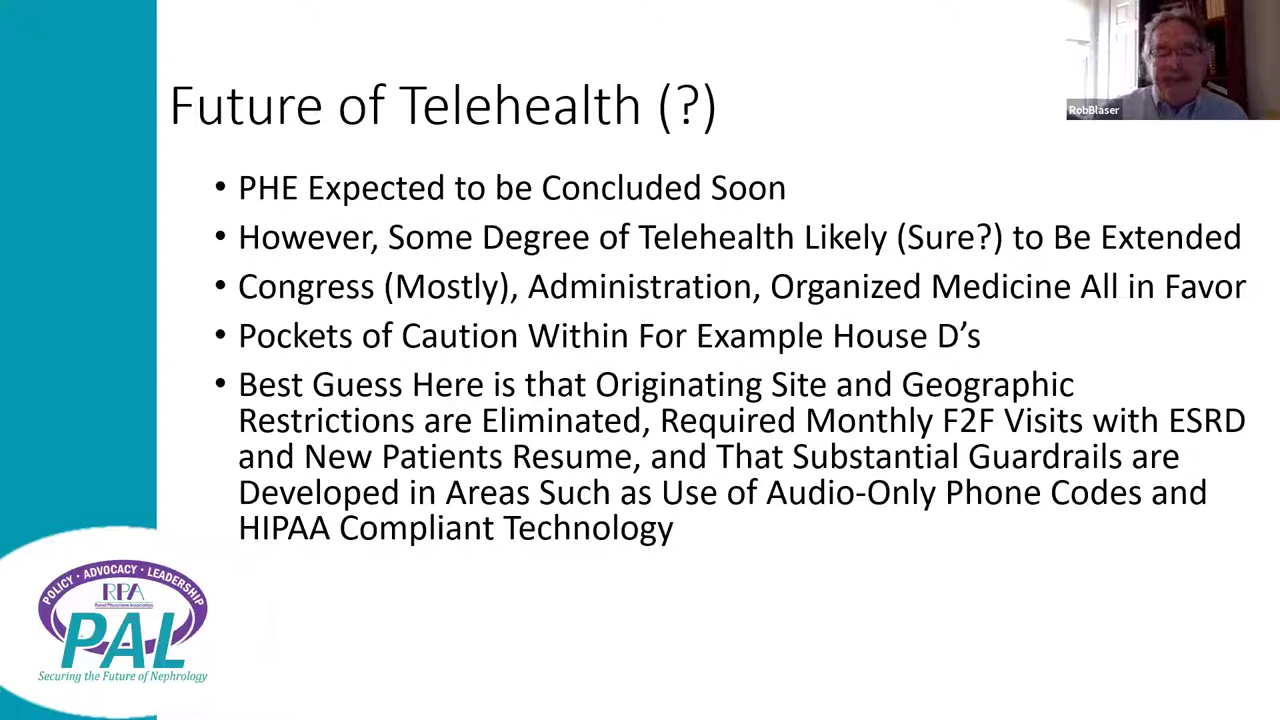 Future of Telehealth (?)
RobBlaser
• PHE Expected to be Concluded Soon
• However, Some Degree of Telehealth Likely (Sure?) to Be Extended
• Congress (Mostly), Administration, Organized Medicine All in Favor
• Pockets of Caution Within For Example House D’s
• Best Guess Here is that Originating Site and Geographic
Restrictions are Eliminated, Required Monthly F2F Visits with ESRD
and New Patients Resume, and That Substantial Guardrails are
Developed in Areas Such as Use of Audio-Only Phone Codes and
HIPAA Compliant Technology
POLICY · ADVOCACY · LEADERSHIP
RPA
Renal Physicians Association
PAL
Securing the Future of Nephrology